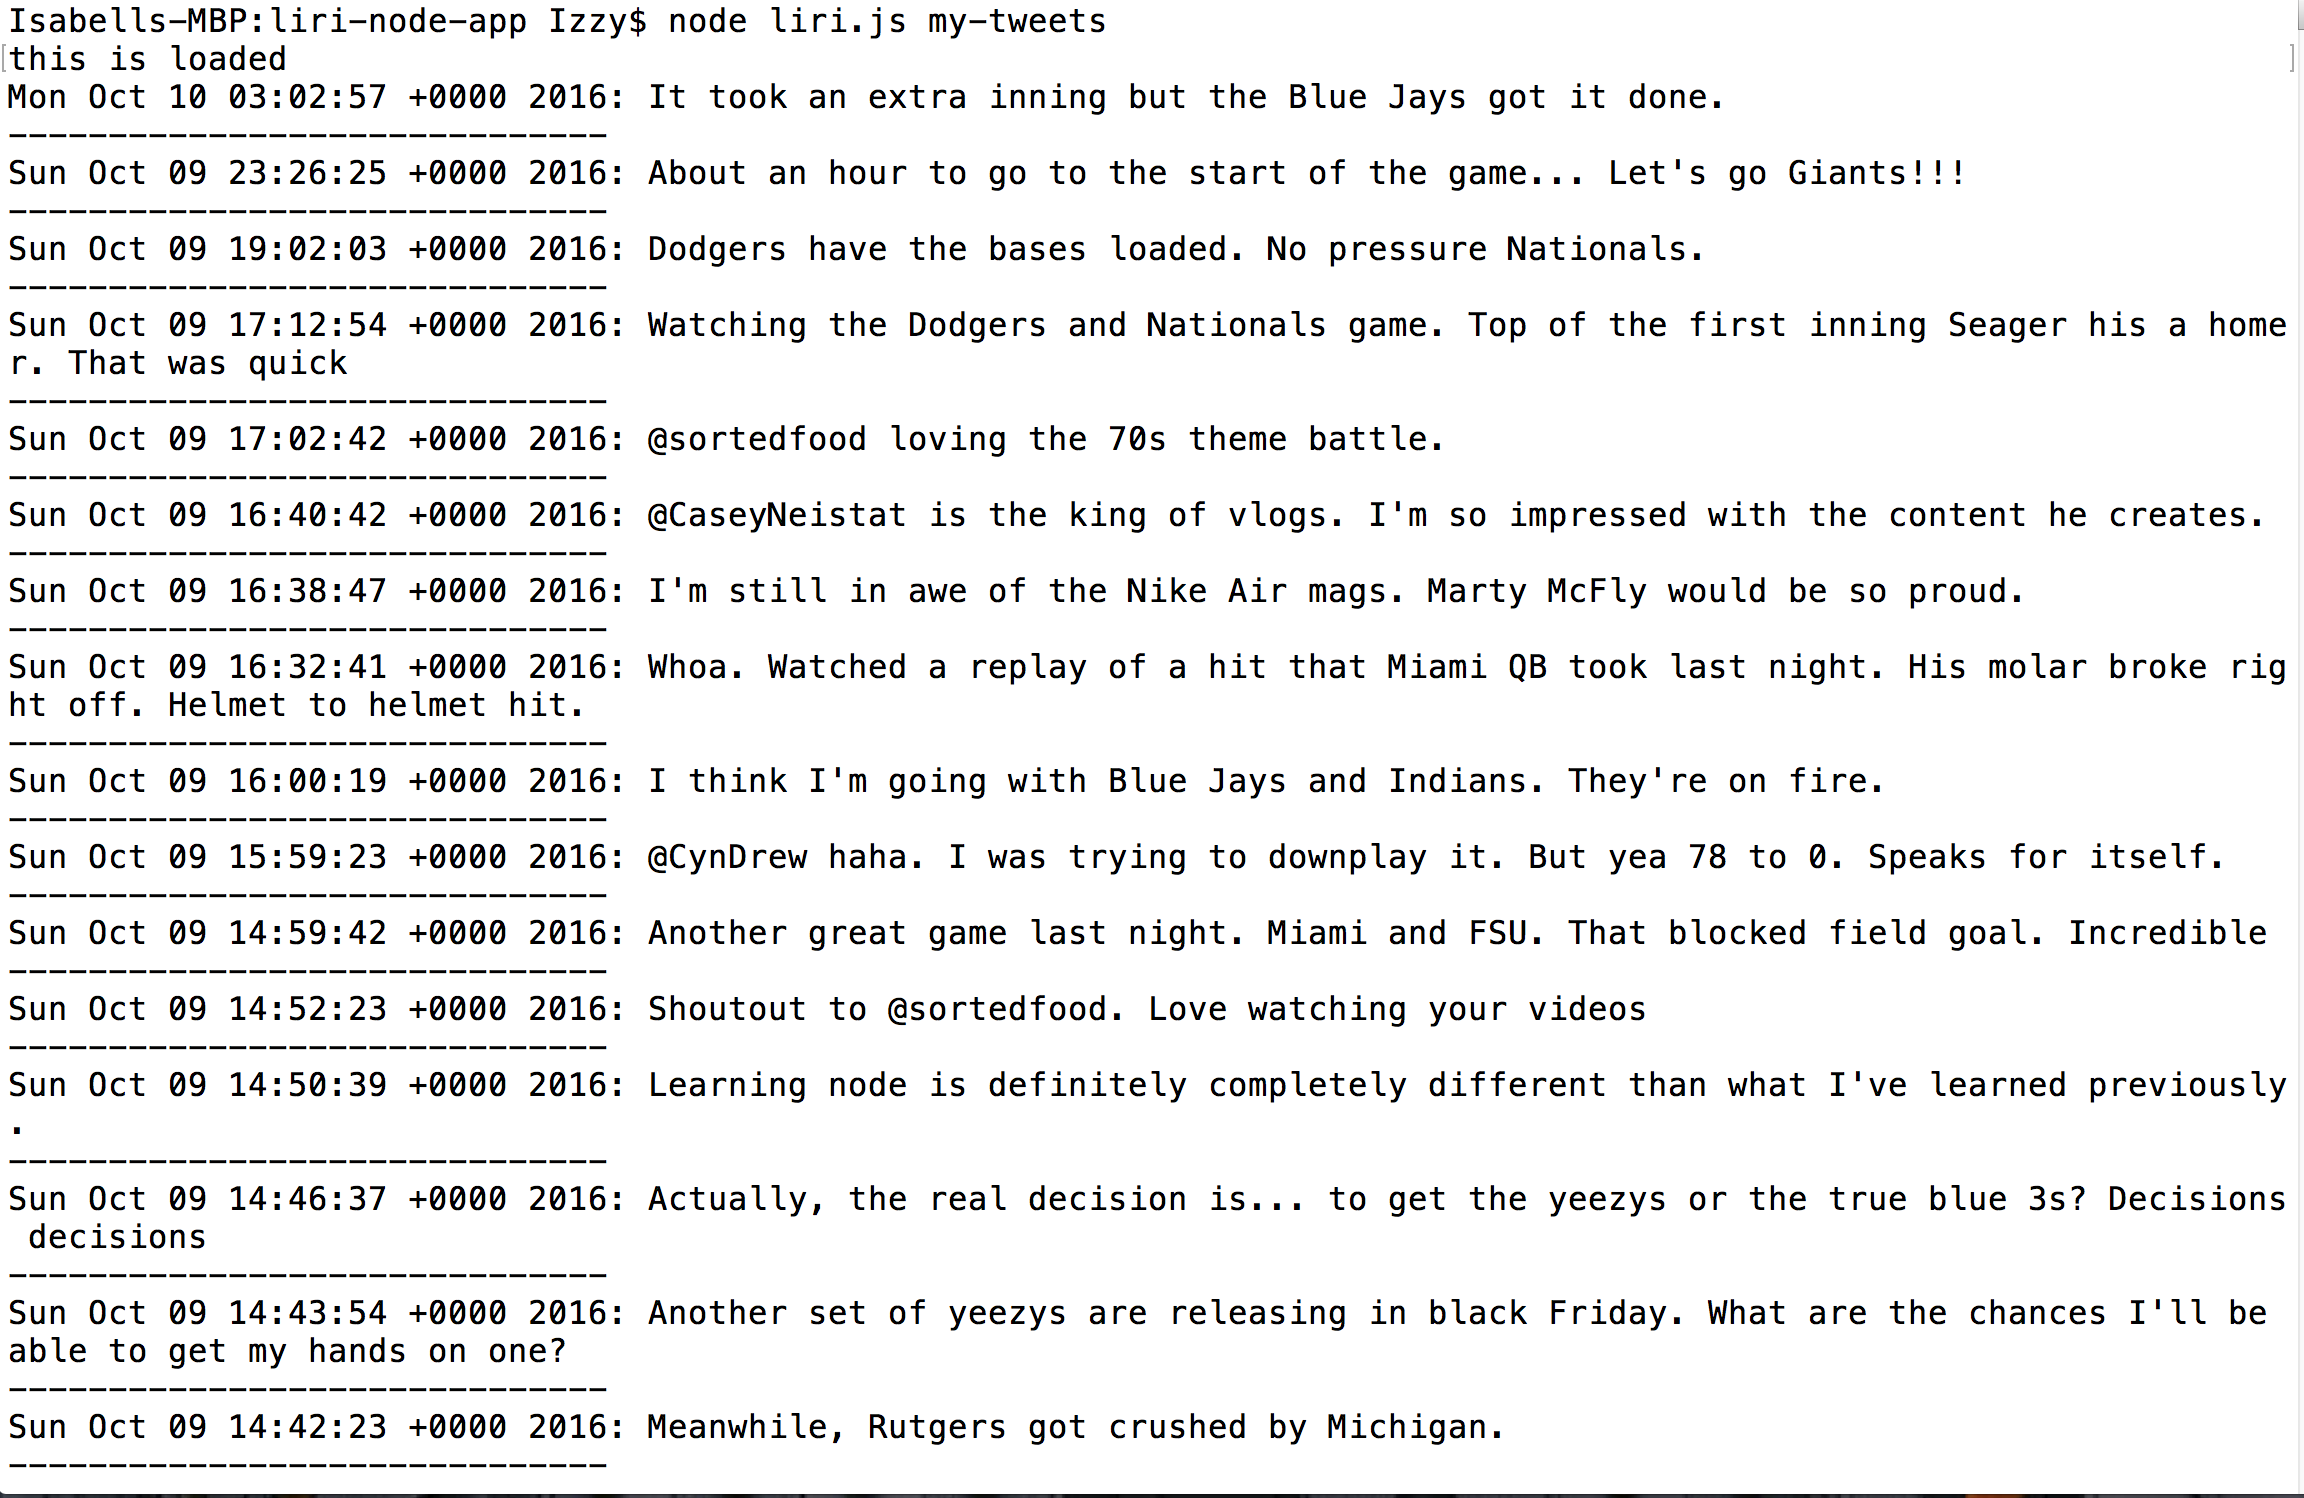 Isabells-MBP:liri-node-app Izzy$ node liri.js my-tweets
[this is loaded ]
Mon Oct 10 03:02:57 +0000 2016: It took an extra inning but the Blue Jays got it done.
------------------------------
Sun Oct 09 23:26:25 +0000 2016: About an hour to go to the start of the game... Let's go Giants!!!
------------------------------
Sun Oct 09 19:02:03 +0000 2016: Dodgers have the bases loaded. No pressure Nationals.
------------------------------
Sun Oct 09 17:12:54 +0000 2016: Watching the Dodgers and Nationals game. Top of the first inning Seager his a home
r. That was quick
------------------------------
Sun Oct 09 17:02:42 +0000 2016: @sortedfood loving the 70s theme battle.
------------------------------
Sun Oct 09 16:40:42 +0000 2016: @CaseyNeistat is the king of vlogs. I'm so impressed with the content he creates.
------------------------------
Sun Oct 09 16:38:47 +0000 2016: I'm still in awe of the Nike Air mags. Marty McFly would be so proud.
------------------------------
Sun Oct 09 16:32:41 +0000 2016: Whoa. Watched a replay of a hit that Miami QB took last night. His molar broke rig
ht off. Helmet to helmet hit.
------------------------------
Sun Oct 09 16:00:19 +0000 2016: I think I'm going with Blue Jays and Indians. They're on fire.
------------------------------
Sun Oct 09 15:59:23 +0000 2016: @CynDrew haha. I was trying to downplay it. But yea 78 to 0. Speaks for itself.
------------------------------
Sun Oct 09 14:59:42 +0000 2016: Another great game last night. Miami and FSU. That blocked field goal. Incredible
------------------------------
Sun Oct 09 14:52:23 +0000 2016: Shoutout to @sortedfood. Love watching your videos
------------------------------
Sun Oct 09 14:50:39 +0000 2016: Learning node is definitely completely different than what I've learned previously
.
------------------------------
Sun Oct 09 14:46:37 +0000 2016: Actually, the real decision is... to get the yeezys or the true blue 3s? Decisions
 decisions
------------------------------
Sun Oct 09 14:43:54 +0000 2016: Another set of yeezys are releasing in black Friday. What are the chances I'll be
able to get my hands on one?
------------------------------
Sun Oct 09 14:42:23 +0000 2016: Meanwhile, Rutgers got crushed by Michigan.
------------------------------